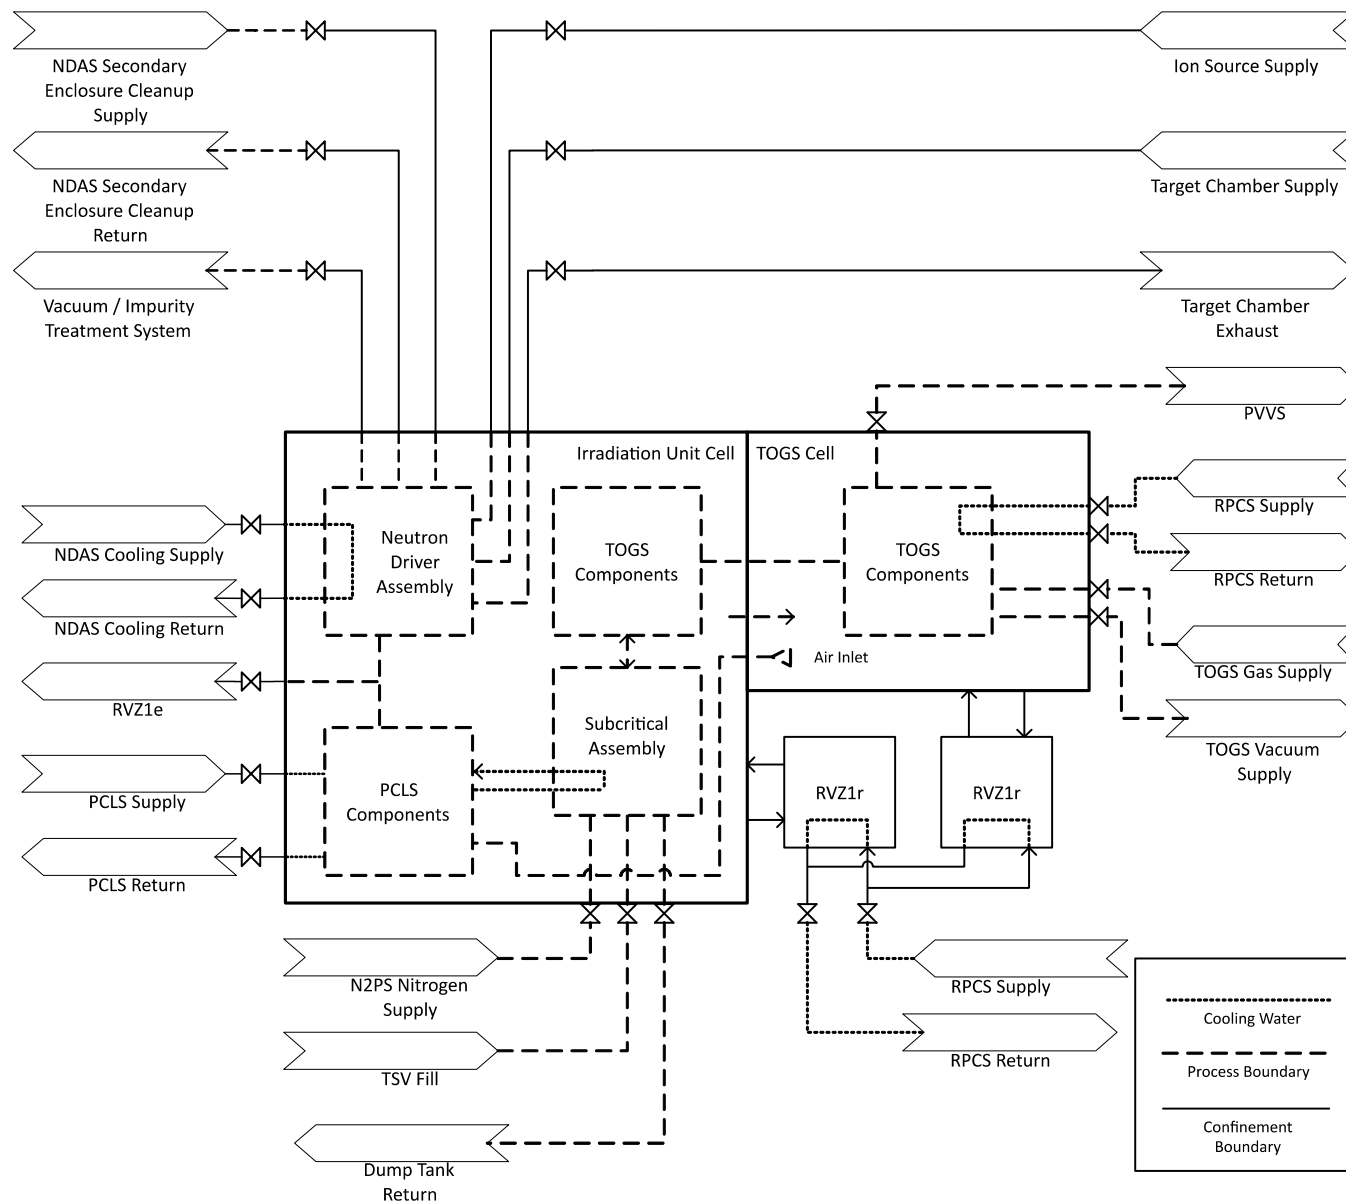 NDAS Secondary
Enclosure Cleanup
Supply
Ion Source Supply
NDAS Secondary
Enclosure Cleanup
Return
Target Chamber Supply
Vacuum / Impurity
Treatment System
Target Chamber
Exhaust
PVVS
Irradiation Unit Cell
TOGS Cell
NDAS Cooling Supply
NDAS Cooling Return
Neutron
Driver
Assembly
TOGS
Components
TOGS
Components
RPCS Supply
RPCS Return
Air Inlet
TOGS Gas Supply
RVZ1e
Subcritical
Assembly
TOGS Vacuum
Supply
PCLS Supply
PCLS
Components
RVZ1r
RVZ1r
PCLS Return
N2PS Nitrogen
Supply
RPCS Supply
TSV Fill
RPCS Return
Dump Tank
Return
Cooling Water
Process Boundary
Confinement
Boundary